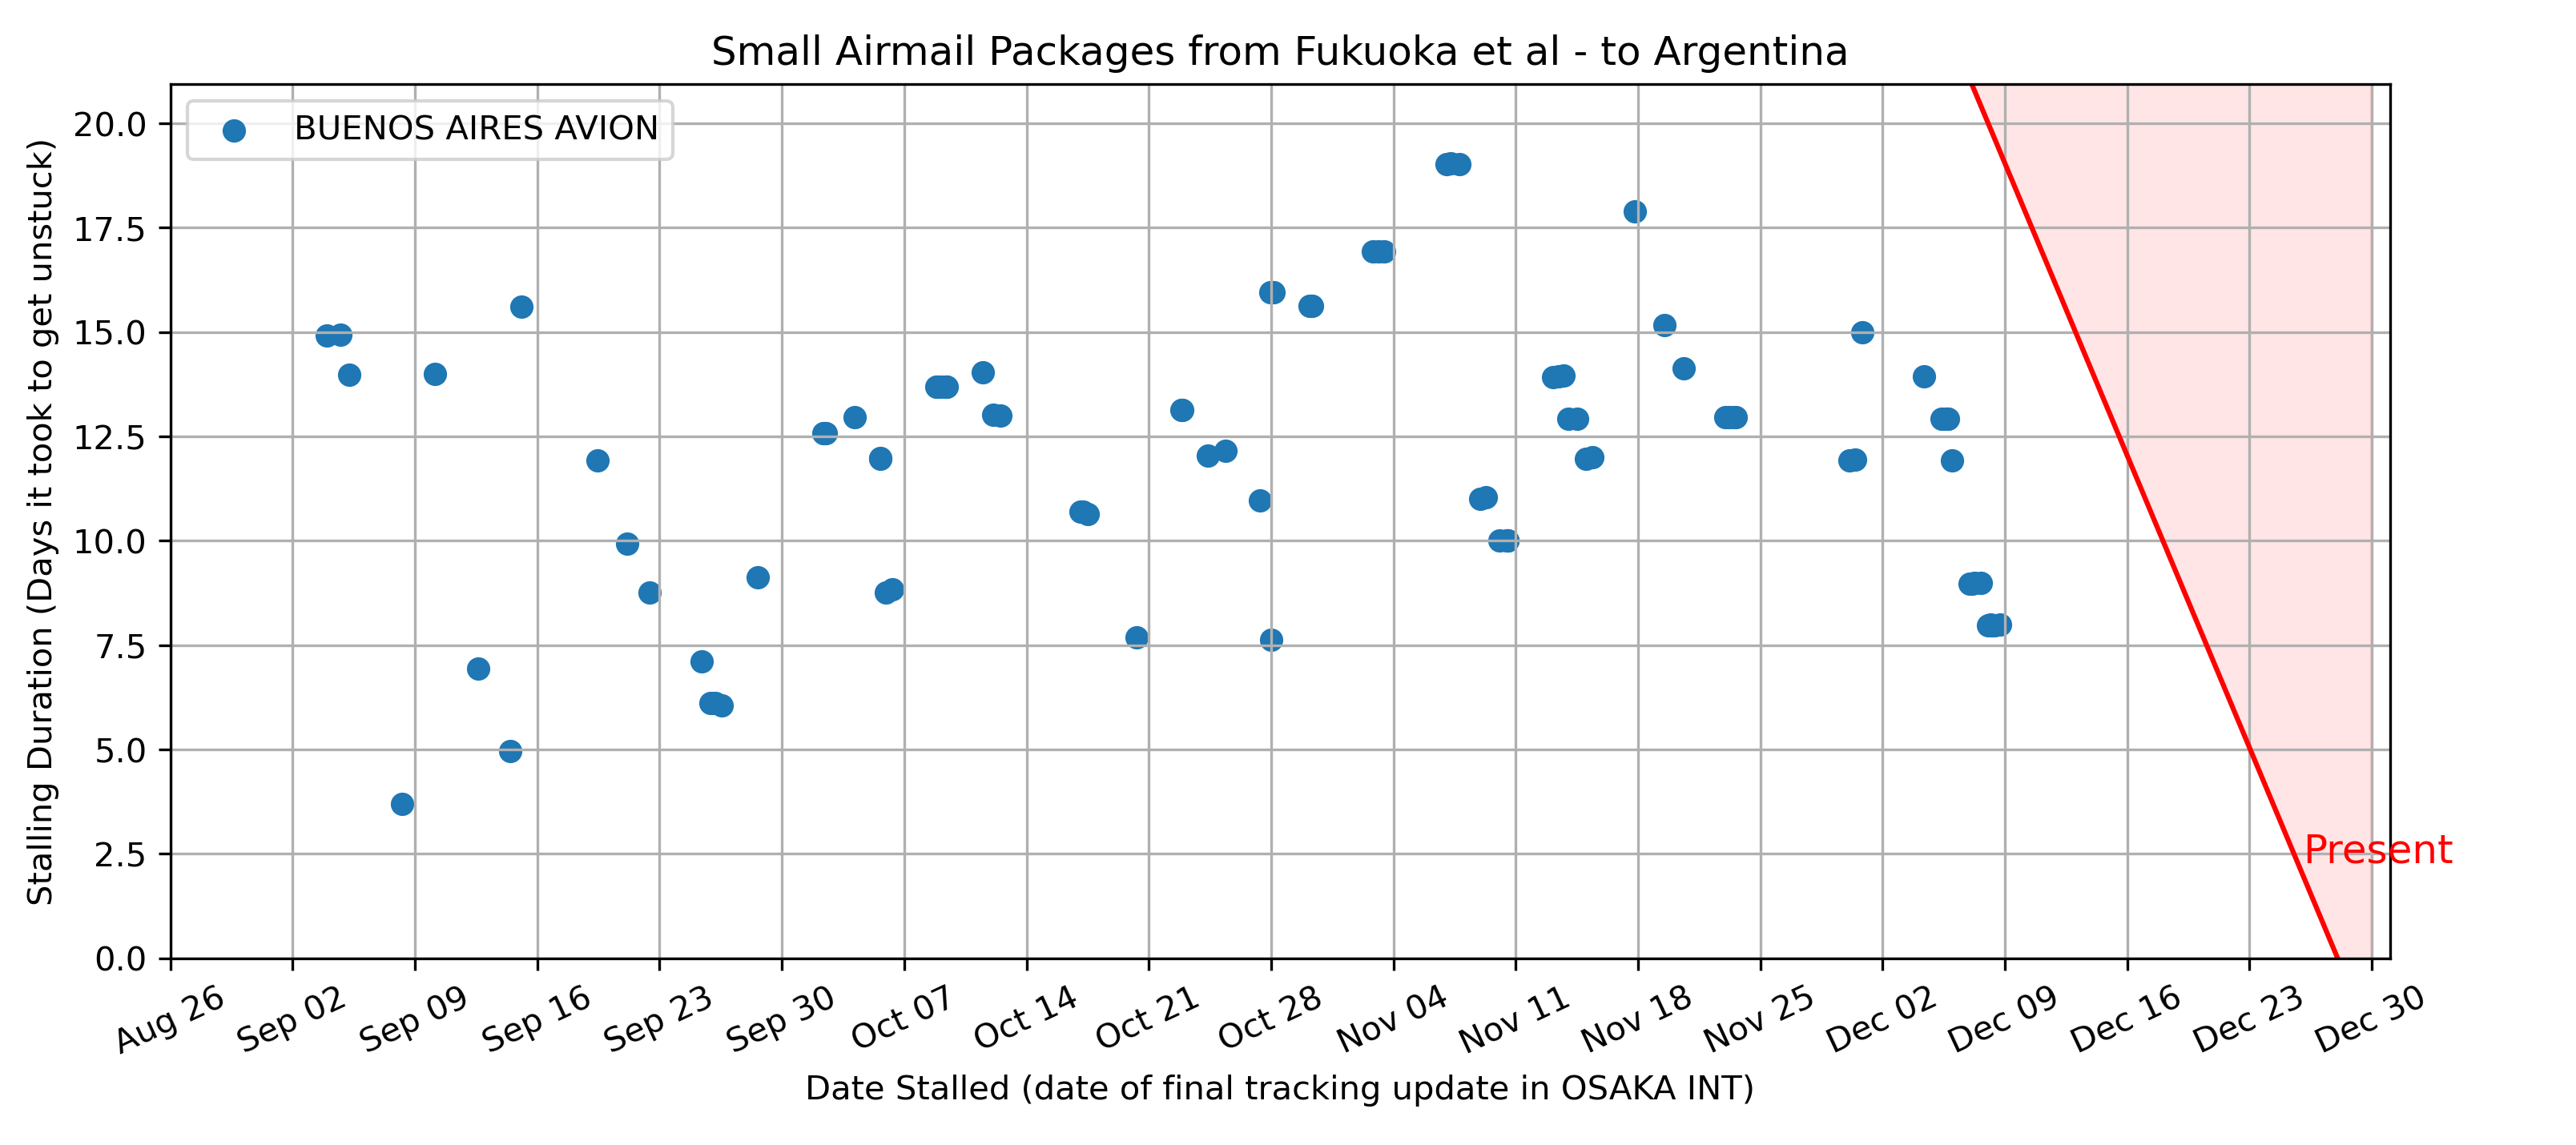 Small Airmail Packages from Fukuoka et al - to Argentina
BUENOS AIRES AVION
Stalling Duration (Days it took to get unstuck)
20.0
17.5
15.0
12.5
10.0
7.5
5.0
2.5
0.0
Present
Aug 26
Sep 02
Sep 09
Sep 16
Sep 23
Sep 30
Oct 07
Oct 14
Oct 21
Oct 28
Nov 04
Nov 11
Nov 18
Nov 25
Dec 02
Dec 09
Dec 16
Dec 23
Dec 30
Date Stalled (date of final tracking update in OSAKA INT)